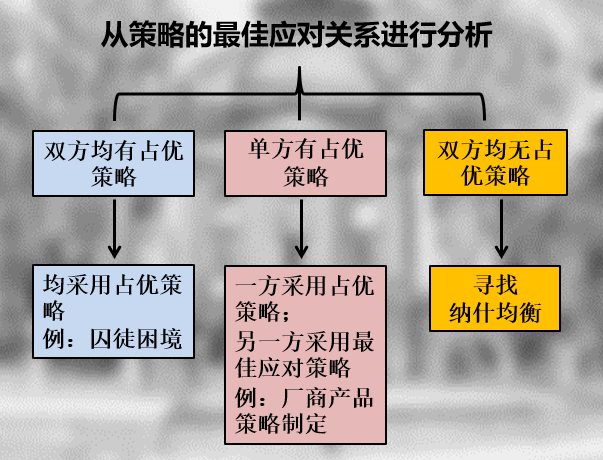 从策略的最佳应对关系进行分析
双方均有占优
策略
单方有占优
策略
双方均无占
优策略
均采用占优策
略
例：囚徒困境
一方采用占优
策略；
另一方采用最
佳应对策略
例：厂商产品
策略制定
寻找
纳什均衡